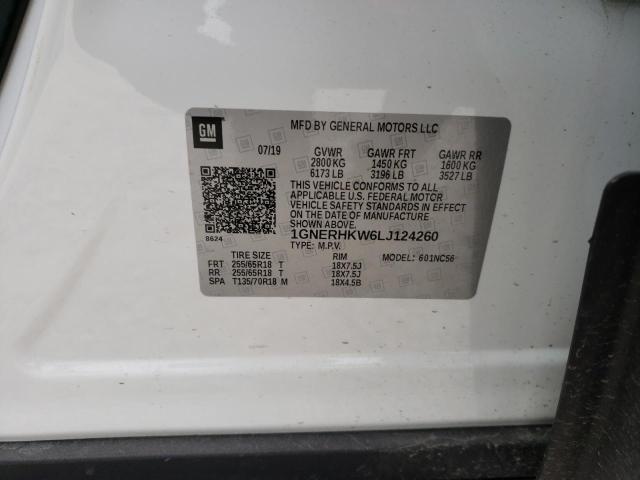 GM
MFD BY GENERAL MOTORS LLC
07/19 GVWR GAWR FRT GAWR RR
2800 KG 1450 KG 1600 KG
6173 LB 3196 LB 3527 LB
THIS VEHICLE CONFORMS TO ALL
APPLICABLE U.S. FEDERAL MOTOR
VEHICLE SAFETY STANDARDS IN EFFECT
ON THE DATE OF MANUFACTURE
SHOWN ABOVE.
8624 1GNERHKW6LJ124260
TYPE: M.P.V.
TIRE SIZE RIM MODEL: 601NC56
FRT 255/65R18 T 18X7.5J
RR 255/65R18 T 18X7.5J
SPA T135/70R18 M 18X4.5B